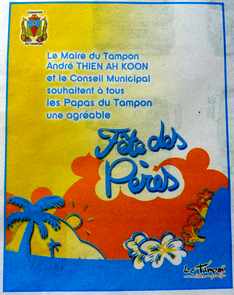 Le Maire du Tampon
André THIEN AH KOON
et le Conseil Municipal
souhaitent à tous
les Papas du Tampon
une agréable
Fête des
Pères
Le Tampon